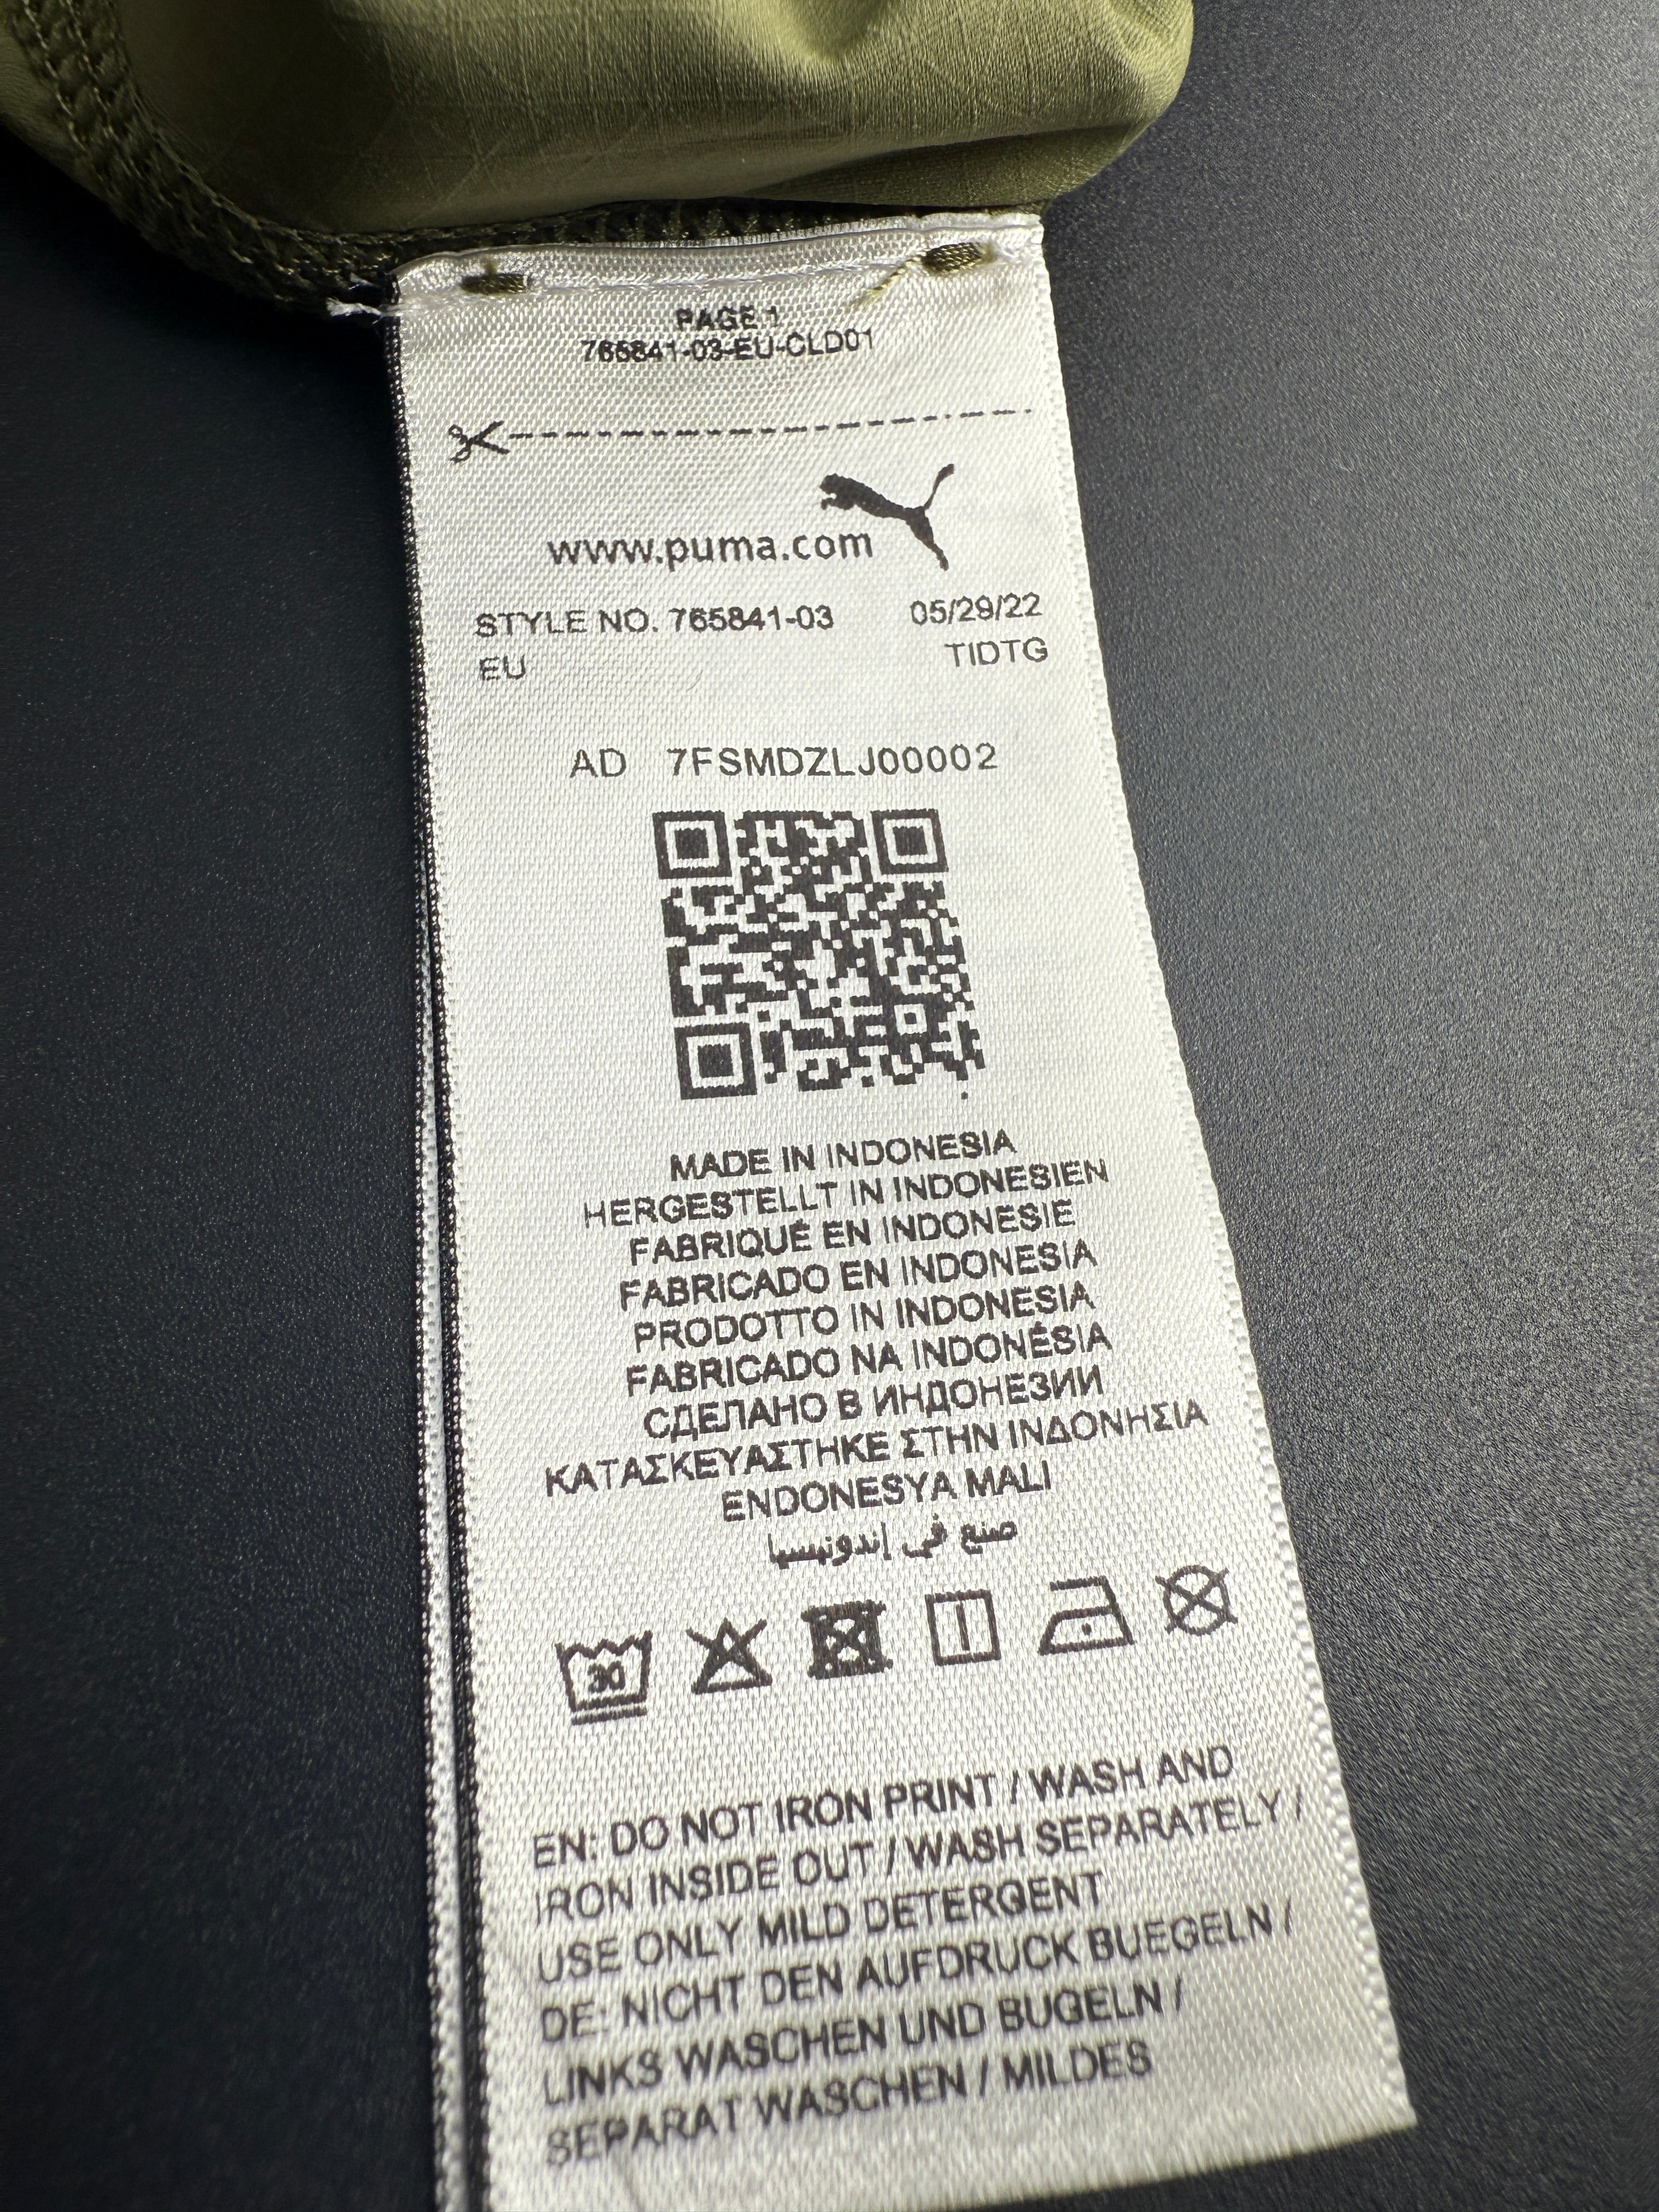 PAGE 1
765841-03-EU-CLD01
www.puma.com
STYLE NO. 765841-03 05/29/22
EU TIDTG
AD 7FSMDZLJ00002
MADE IN INDONESIA
HERGESTELLT IN INDONESIEN
FABRIQUÉ EN INDONESIE
FABRICADO EN INDONESIA
PRODOTTO IN INDONESIA
FABRICADO NA INDONÉSIA
СДЕЛАНО В ИНДОНЕЗИИ
ΚΑΤΑΣΚΕΥΑΣΤΗΚΕ ΣΤΗΝ ΙΝΔΟΝΗΣΙΑ
ENDONESYA MALI
صنع في إندونيسيا
30
EN: DO NOT IRON PRINT / WASH AND
IRON INSIDE OUT / WASH SEPARATELY /
USE ONLY MILD DETERGENT
DE: NICHT DEN AUFDRUCK BUEGELN /
LINKS WASCHEN UND BUGELN /
SEPARAT WASCHEN / MILDES